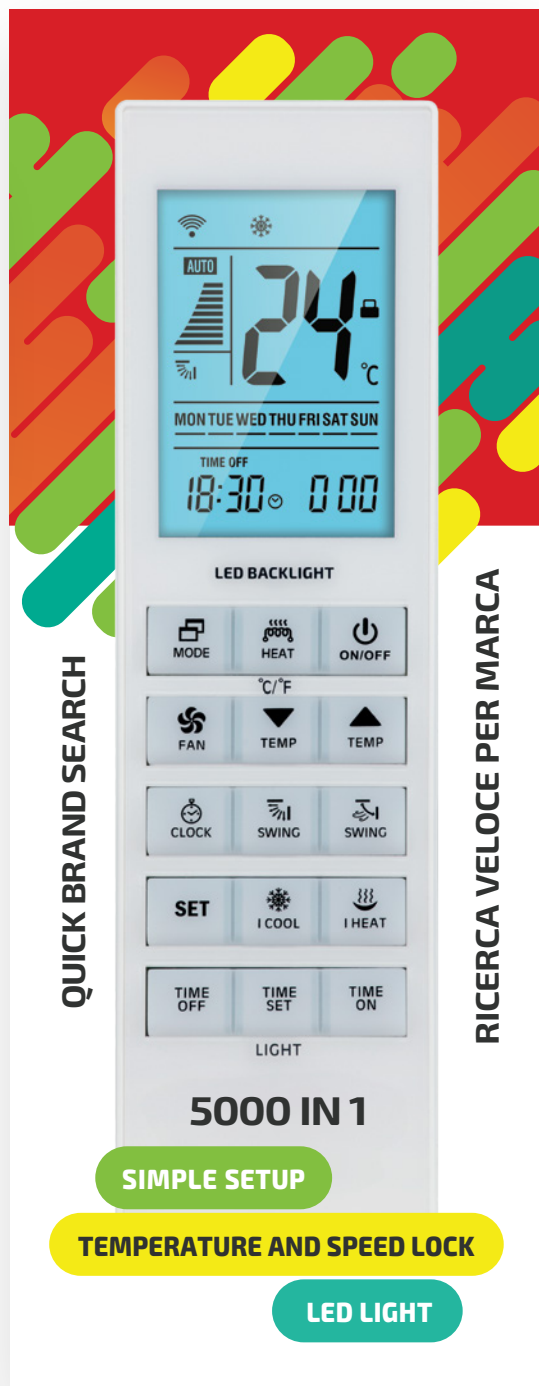 AUTO
24
°C
MON TUE WED THU FRI SAT SUN
TIME OFF
18:30 0 00
LED BACKLIGHT
MODE HEAT ON/OFF
°C/°F
FAN TEMP TEMP
CLOCK SWING SWING
SET I COOL I HEAT
TIME OFF TIME SET TIME ON
LIGHT
5000 IN 1
QUICK BRAND SEARCH
RICERCA VELOCE PER MARCA
SIMPLE SETUP
TEMPERATURE AND SPEED LOCK
LED LIGHT